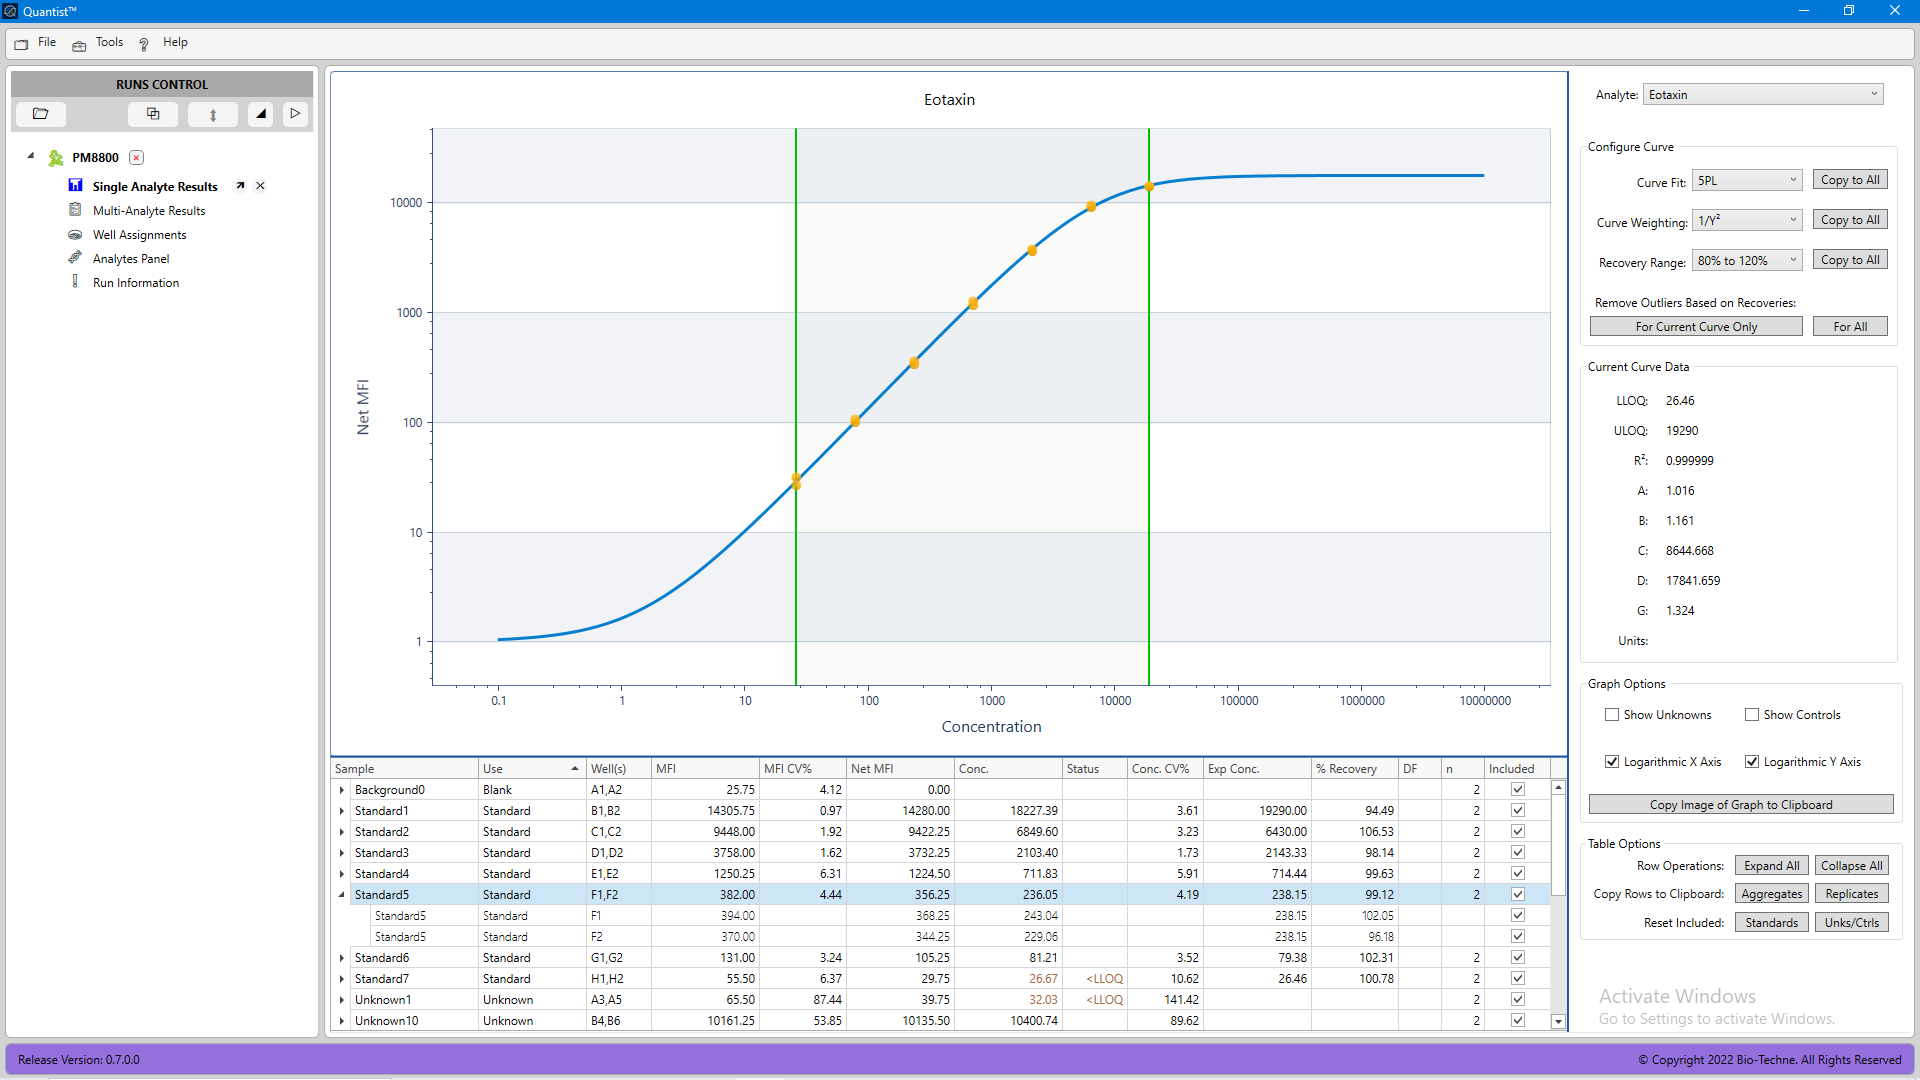 Quantist™
File Tools Help
RUNS CONTROL
PM8800
Single Analyte Results
Multi-Analyte Results
Well Assignments
Analytes Panel
Run Information
Eotaxin
Net MFI
10000
1000
100
10
1
0.1 1 10 100 1000 10000 100000 1000000 10000000
Concentration
Sample Use Well(s) MFI MFI CV% Net MFI Conc. Status Conc. CV% Exp Conc. % Recovery DF n Included
Background0 Blank A1,A2 25.75 4.12 0.00 2
Standard1 Standard B1,B2 14305.75 0.97 14280.00 18227.39 3.61 19290.00 94.49 2
Standard2 Standard C1,C2 9448.00 1.92 9422.25 6849.60 3.23 6430.00 106.53 2
Standard3 Standard D1,D2 3758.00 1.62 3732.25 2103.40 1.73 2143.33 98.14 2
Standard4 Standard E1,E2 1250.25 6.31 1224.50 711.83 5.91 714.44 99.63 2
Standard5 Standard F1,F2 382.00 4.44 356.25 236.05 4.19 238.15 99.12 2
Standard5 Standard F1 394.00 368.25 243.04 238.15 102.05
Standard5 Standard F2 370.00 344.25 229.06 238.15 96.18
Standard6 Standard G1,G2 131.00 3.24 105.25 81.21 3.52 79.38 102.31 2
Standard7 Standard H1,H2 55.50 6.37 29.75 26.67 <LLOQ 10.62 26.46 100.78 2
Unknown1 Unknown A3,A5 65.50 87.44 39.75 32.03 <LLOQ 141.42 2
Unknown10 Unknown B4,B6 10161.25 53.85 10135.50 10400.74 89.62 2
Analyte: Eotaxin
Configure Curve
Curve Fit: 5PL Copy to All
Curve Weighting: 1/Y² Copy to All
Recovery Range: 80% to 120% Copy to All
Remove Outliers Based on Recoveries:
For Current Curve Only For All
Current Curve Data
LLOQ: 26.46
ULOQ: 19290
R²: 0.999999
A: 1.016
B: 1.161
C: 8644.668
D: 17841.659
G: 1.324
Units:
Graph Options
Show Unknowns Show Controls
Logarithmic X Axis Logarithmic Y Axis
Copy Image of Graph to Clipboard
Table Options
Row Operations: Expand All Collapse All
Copy Rows to Clipboard: Aggregates Replicates
Reset Included: Standards Unks/Ctrls
Activate Windows
Go to Settings to activate Windows.
Release Version: 0.7.0.0
© Copyright 2022 Bio-Techne. All Rights Reserved